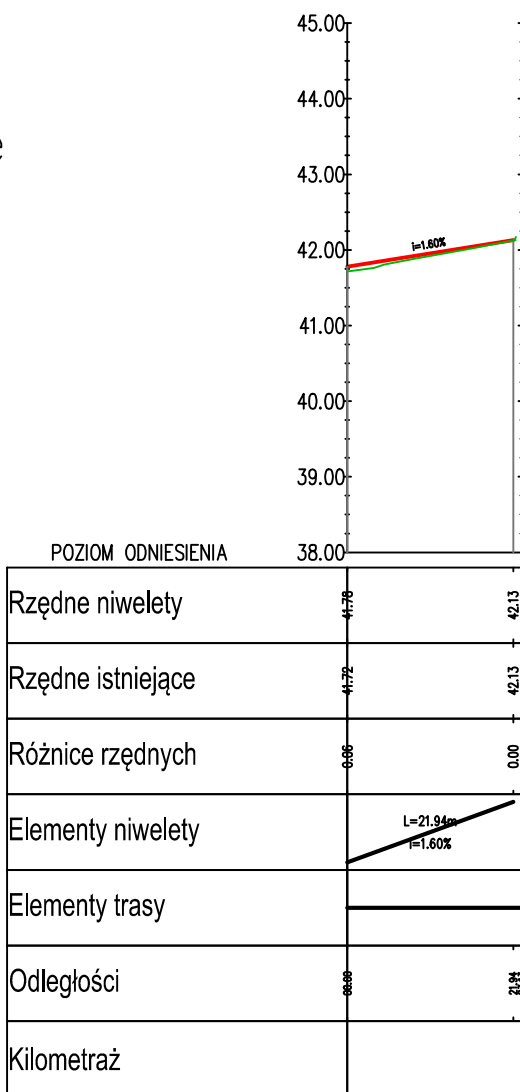 45.00
44.00
e
43.00
42.00
i=1.60%
41.00
40.00
39.00
POZIOM ODNIESIENIA 38.00
Rzędne niwelety 41.78 42.13
Rzędne istniejące 41.72 42.13
Różnice rzędnych 0.06 0.00
Elementy niwelety L=21.94m
i=1.60%
Elementy trasy
Odległości 21.94
Kilometraż